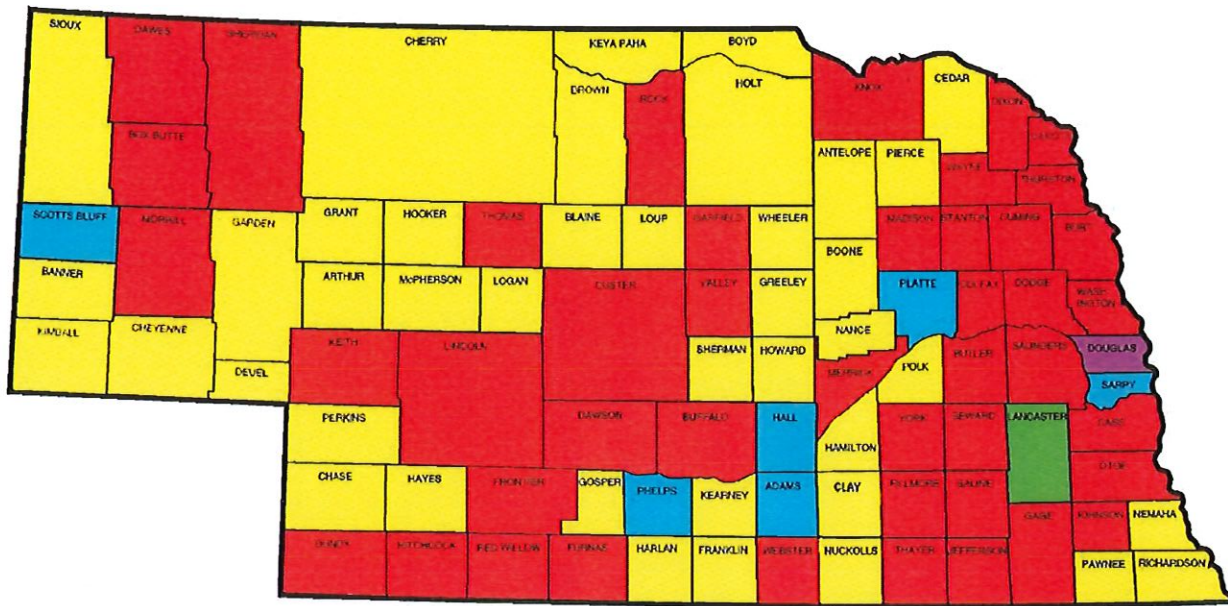 SIOUX
DAWES
SHERIDAN
CHERRY
KEYA PAHA
BOYD
BROWN
ROCK
HOLT
KNOX
CEDAR
DIXON
BOX BUTTE
ANTELOPE
PIERCE
WAYNE
THURSTON
SCOTTS BLUFF
MORRILL
GARDEN
GRANT
HOOKER
THOMAS
BLAINE
LOUP
GARFIELD
WHEELER
BOONE
MADISON
STANTON
CUMING
BURT
BANNER
ARTHUR
McPHERSON
LOGAN
CUSTER
VALLEY
GREELEY
PLATTE
COLFAX
DODGE
WASH
INGTON
KIMBALL
CHEYENNE
DEUEL
KEITH
LINCOLN
SHERMAN
HOWARD
NANCE
MERRICK
POLK
BUTLER
SAUNDERS
DOUGLAS
SARPY
PERKINS
DAWSON
BUFFALO
HALL
HAMILTON
YORK
SEWARD
LANCASTER
CASS
OTOE
CHASE
HAYES
FRONTIER
GOSPER
PHELPS
KEARNEY
ADAMS
CLAY
FILLMORE
SALINE
GAGE
JOHNSON
NEMAHA
DUNDY
HITCHCOCK
RED WILLOW
FURNAS
HARLAN
FRANKLIN
WEBSTER
NUCKOLLS
THAYER
JEFFERSON
PAWNEE
RICHARDSON